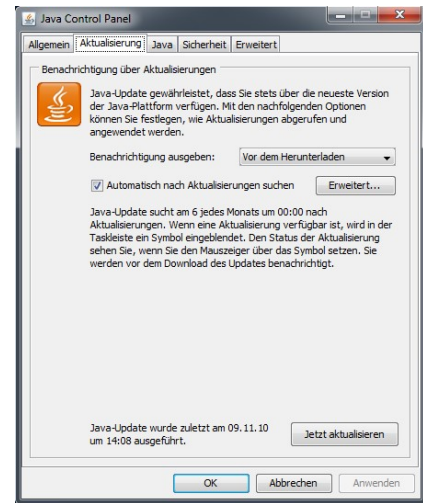 Java Control Panel
Allgemein Aktualisierung Java Sicherheit Erweitert
Benachrichtigung über Aktualisierungen
Java-Update gewährleistet, dass Sie stets über die neueste Version
der Java-Plattform verfügen. Mit den nachfolgenden Optionen
können Sie festlegen, wie Aktualisierungen abgerufen und
angewendet werden.
Benachrichtigung ausgeben: Vor dem Herunterladen
Automatisch nach Aktualisierungen suchen Erweitert...
Java-Update sucht am 6 jedes Monats um 00:00 nach
Aktualisierungen. Wenn eine Aktualisierung verfügbar ist, wird in der
Taskleiste ein Symbol eingeblendet. Den Status der Aktualisierung
sehen Sie, wenn Sie den Mauszeiger über das Symbol setzen. Sie
werden vor dem Download des Updates benachrichtigt.
Java-Update wurde zuletzt am 09.11.10
um 14:08 ausgeführt.
Jetzt aktualisieren
OK Abbrechen Anwenden